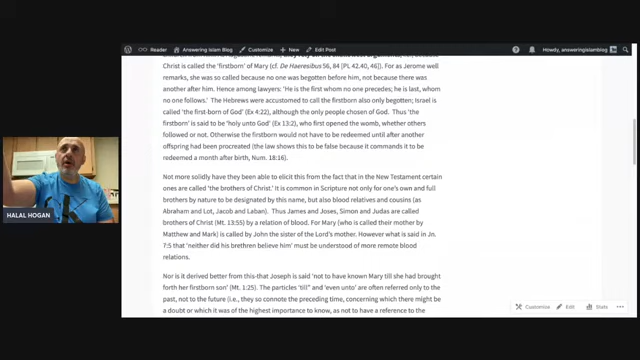 Reader Answering Islam Blog Customize New Edit Post Howdy, answeringislamblog
Christ is called the 'firstborn' of Mary (cf. De Haeresibus 56, 84 [PL 42.40, 46]). For as Jerome well
remarks, she was so called because no one was begotten before him, not because there was
another after him. Hence among lawyers: 'He is the first whom no one precedes; he is last, whom
no one follows.' The Hebrews were accustomed to call the firstborn also only begotten; Israel is
called 'the first-born of God' (Ex 4:22), although the only people chosen of God. Thus 'the
firstborn' is said to be 'holy unto God' (Ex 13:2), who first opened the womb, whether others
followed or not. Otherwise the firstborn would not have to be redeemed until after another
offspring had been procreated (the law shows this to be false because it commands it to
be redeemed a month after birth, Num. 18:16).
Not more solidly have they been able to elicit this from the fact that in the New Testament certain
ones are called 'the brothers of Christ.' It is common in Scripture not only for one's own and full
brothers by nature to be designated by this name, but also blood relatives and cousins (as
Abraham and Lot, Jacob and Laban). Thus James and Joses, Simon and Judas are called
brothers of Christ (Mt. 13:55) by a relation of blood. For Mary (who is called their mother by
Matthew and Mark) is called by John the sister of the Lord's mother. However what is said in Jn.
7:5 that 'neither did his brethren believe him' must be understood of more remote blood
relations.
Nor is it derived better from this-that Joseph is said 'not to have known Mary till she had brought
forth her firstborn son' (Mt. 1:25). The particles 'till' and 'even unto' are often referred only to the
past, not to the future (i.e., they so connote the preceding time, concerning which there might be
a doubt or which it was of the highest importance to know, as not to have a reference to the
HALAL HOGAN
Customize Edit Stats